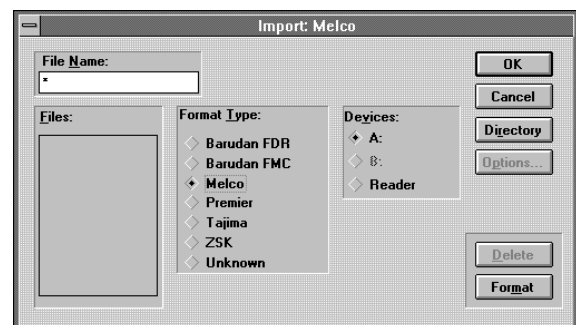 Import: Melco
File Name:
*
Files:
Format Type:
Barudan FDR
Barudan FMC
Melco
Premier
Tajima
ZSK
Unknown
Devices:
A:
B:
Reader
OK
Cancel
Directory
Options...
Delete
Format